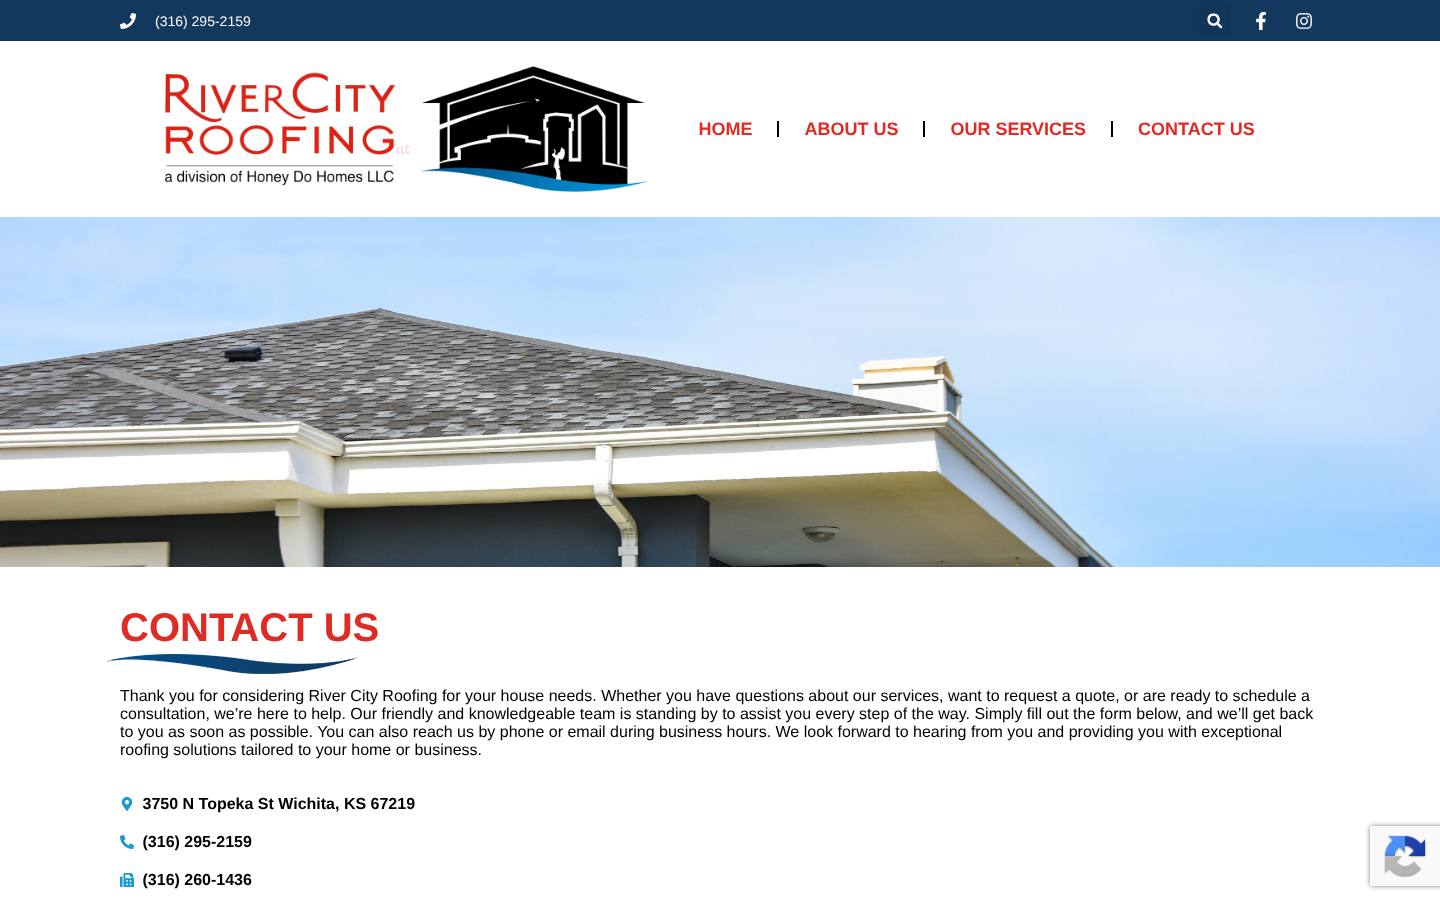 (316) 295-2159
RIVERCITY
ROOFING LLC
a division of Honey Do Homes LLC
HOME
ABOUT US
OUR SERVICES
CONTACT US
CONTACT US
Thank you for considering River City Roofing for your house needs. Whether you have questions about our services, want to request a quote, or are ready to schedule a
consultation, we’re here to help. Our friendly and knowledgeable team is standing by to assist you every step of the way. Simply fill out the form below, and we’ll get back
to you as soon as possible. You can also reach us by phone or email during business hours. We look forward to hearing from you and providing you with exceptional
roofing solutions tailored to your home or business.
3750 N Topeka St Wichita, KS 67219
(316) 295-2159
(316) 260-1436